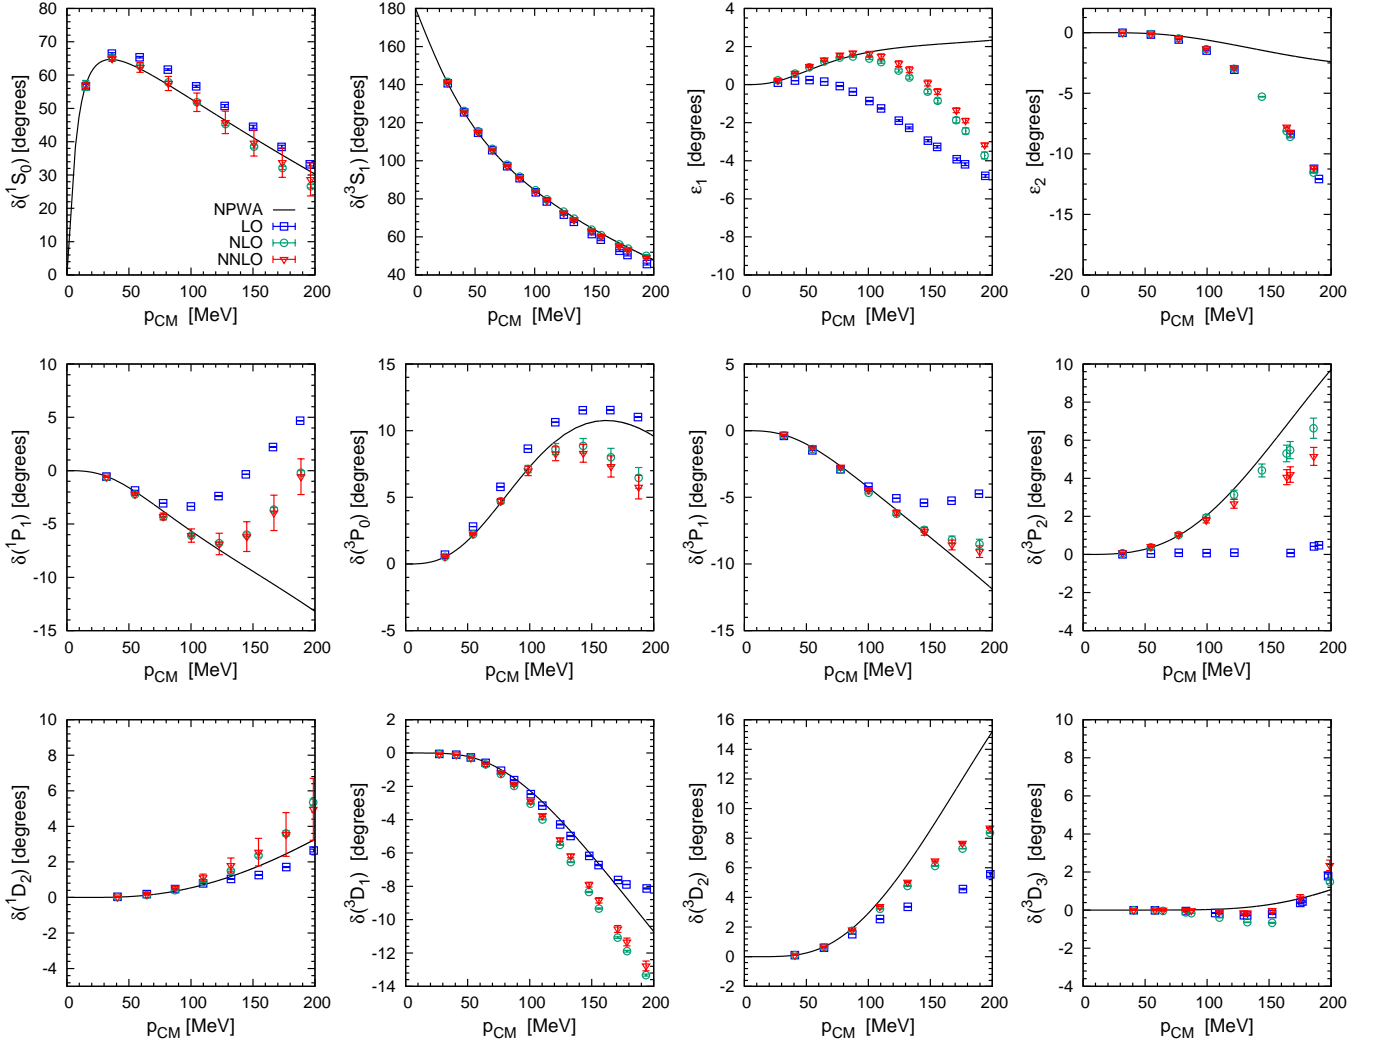 δ(¹S₀) [degrees]
80
70
60
50
40
30
20
10
0
NPWA
LO
NLO
NNLO
0 50 100 150 200
p_CM [MeV]
δ(³S₁) [degrees]
180
160
140
120
100
80
60
40
0 50 100 150 200
p_CM [MeV]
ε₁ [degrees]
6
4
2
0
-2
-4
-6
-8
-10
0 50 100 150 200
p_CM [MeV]
ε₂ [degrees]
0
-5
-10
-15
-20
0 50 100 150 200
p_CM [MeV]
δ(¹P₁) [degrees]
10
5
0
-5
-10
-15
0 50 100 150 200
p_CM [MeV]
δ(³P₀) [degrees]
15
10
5
0
-5
0 50 100 150 200
p_CM [MeV]
δ(³P₁) [degrees]
5
0
-5
-10
-15
0 50 100 150 200
p_CM [MeV]
δ(³P₂) [degrees]
10
8
6
4
2
0
-2
-4
0 50 100 150 200
p_CM [MeV]
δ(¹D₂) [degrees]
10
8
6
4
2
0
-2
-4
0 50 100 150 200
p_CM [MeV]
δ(³D₁) [degrees]
2
0
-2
-4
-6
-8
-10
-12
-14
0 50 100 150 200
p_CM [MeV]
δ(³D₂) [degrees]
16
14
12
10
8
6
4
2
0
-2
0 50 100 150 200
p_CM [MeV]
δ(³D₃) [degrees]
10
8
6
4
2
0
-2
-4
0 50 100 150 200
p_CM [MeV]